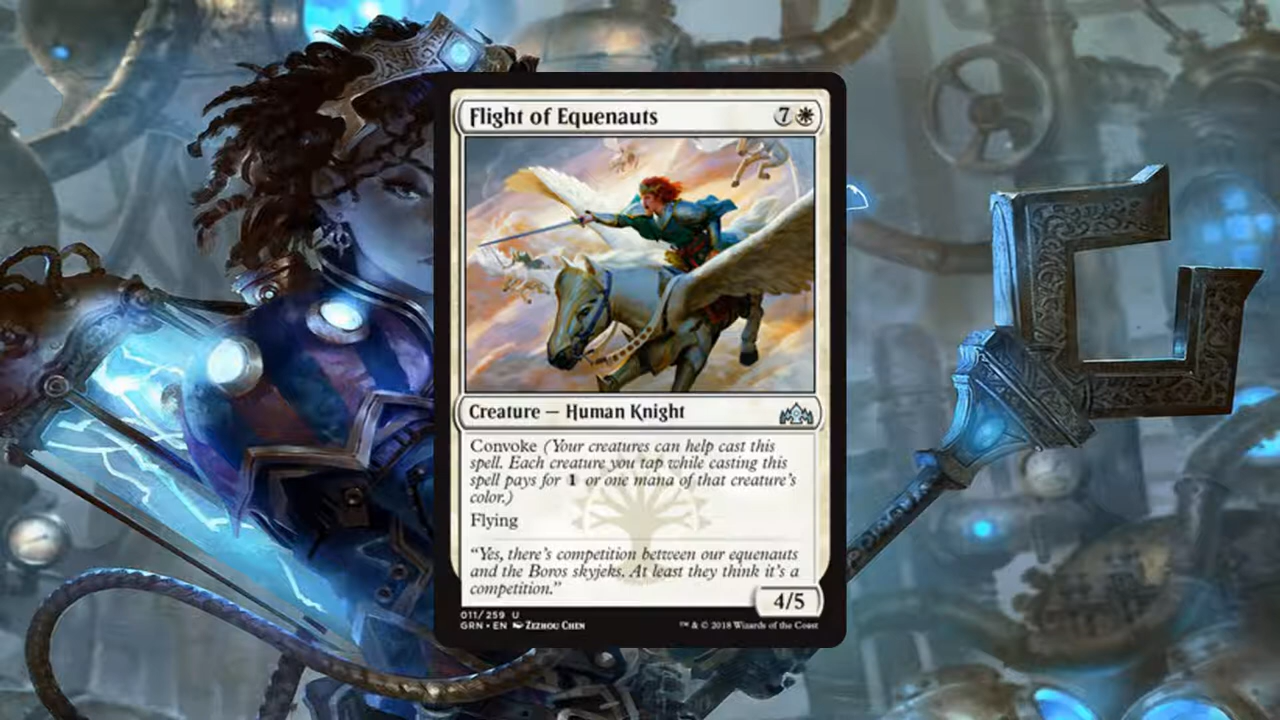 Flight of Equenauts 7
Creature — Human Knight
Convoke (Your creatures can help cast this
spell. Each creature you tap while casting this
spell pays for 1 or one mana of that creature's
color.)
Flying
“Yes, there's competition between our equenauts
and the Boros skyjeks. At least they think it's a
competition.”
4/5
011/259 U
GRN • EN Zezhou Chen
™ & © 2018 Wizards of the Coast